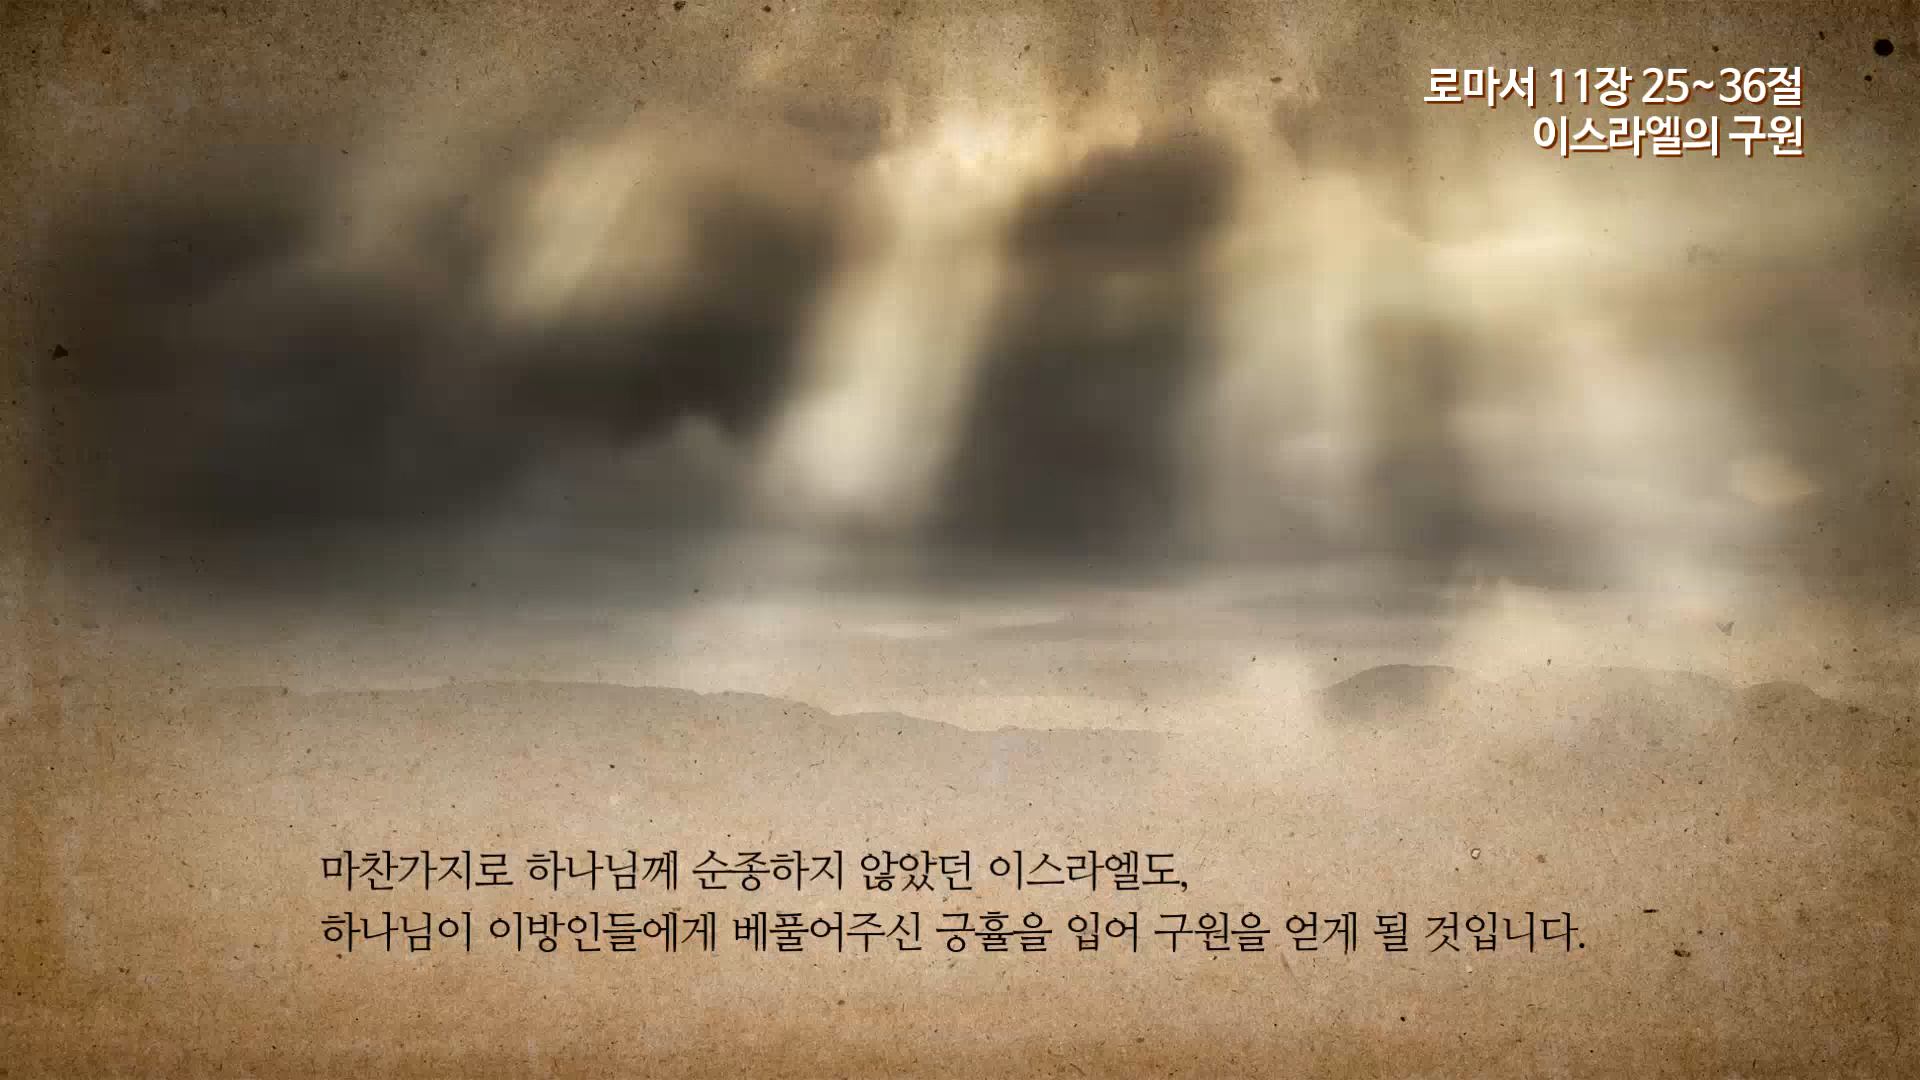 로마서 11장 25~36절
이스라엘의 구원
마찬가지로 하나님께 순종하지 않았던 이스라엘도,
하나님이 이방인들에게 베풀어주신 긍휼을 입어 구원을 얻게 될 것입니다.